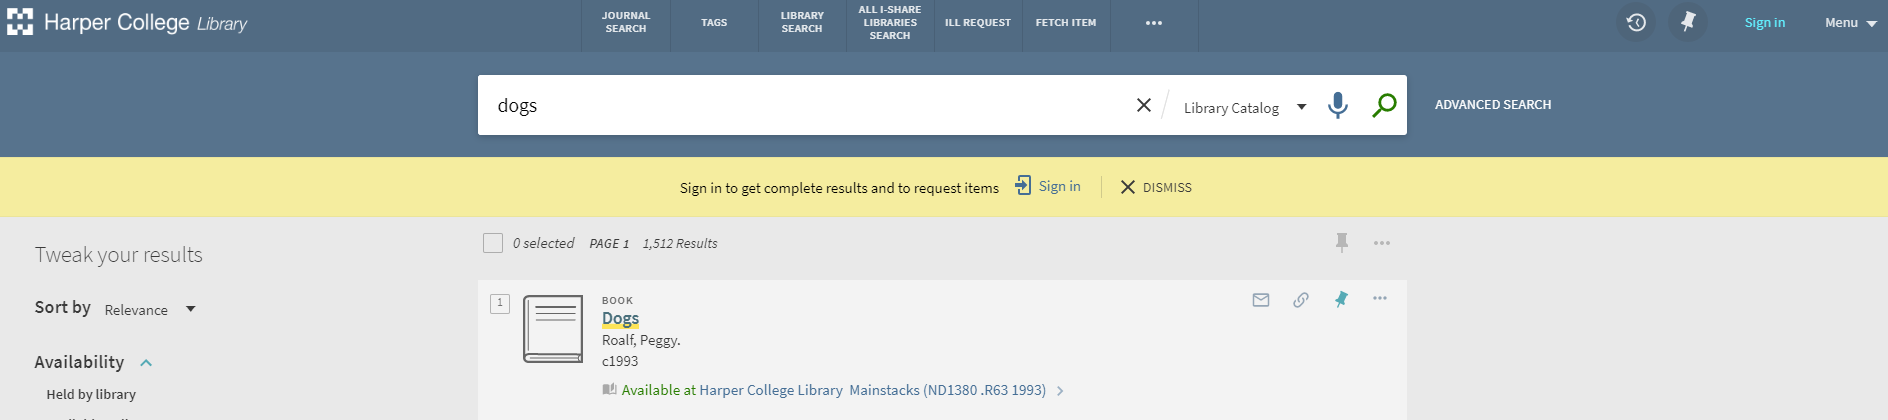 Harper College Library
JOURNAL
SEARCH
TAGS
LIBRARY
SEARCH
ALL I-SHARE
LIBRARIES
SEARCH
ILL REQUEST
FETCH ITEM
Sign in
Menu
dogs
Library Catalog
ADVANCED SEARCH
Sign in to get complete results and to request items
Sign in
DISMISS
Tweak your results
Sort by Relevance
Availability
Held by library
0 selected PAGE 1 1,512 Results
1
BOOK
Dogs
Roalf, Peggy.
c1993
Available at Harper College Library Mainstacks (ND1380 .R63 1993)